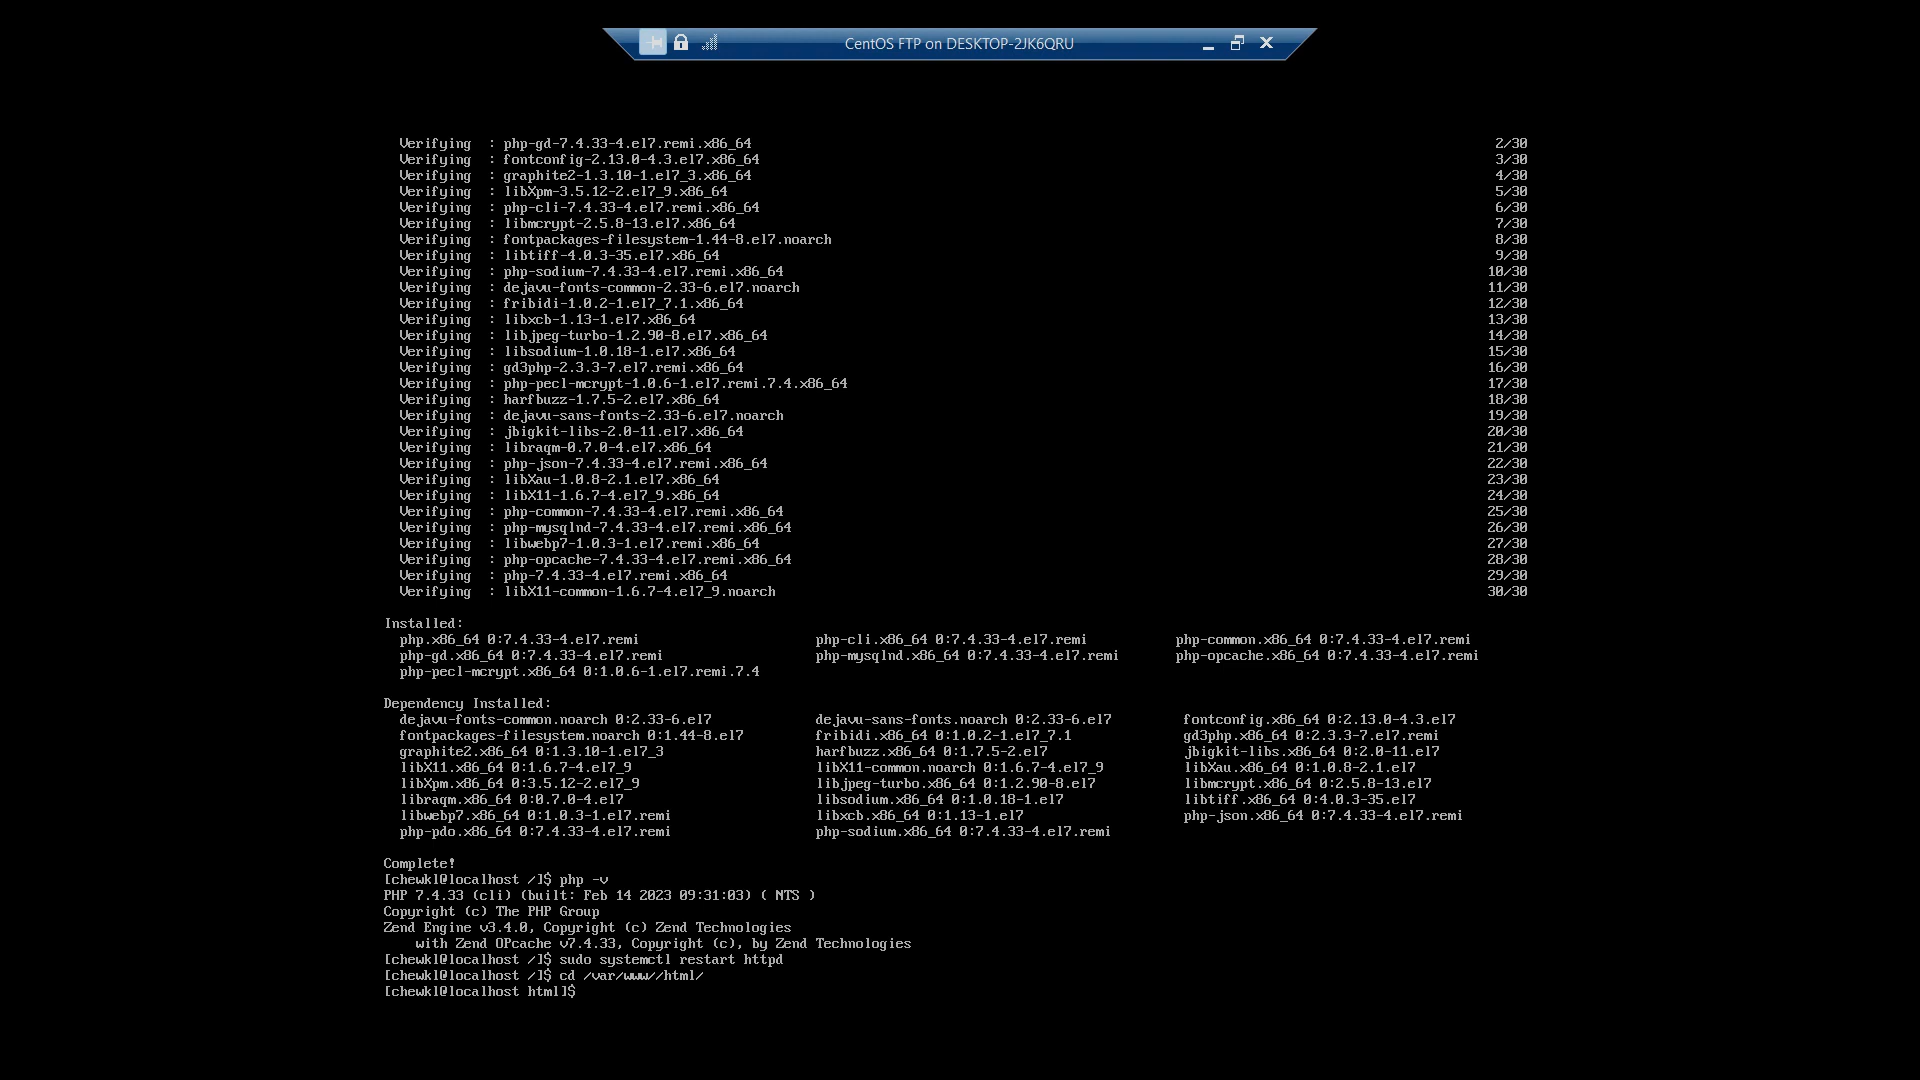 CentOS FTP on DESKTOP-2JK6QRU
Verifying : php-gd-7.4.33-4.el7.remi.x86_64 2/30
Verifying : fontconfig-2.13.0-4.3.el7.x86_64 3/30
Verifying : graphite2-1.3.10-1.el7_3.x86_64 4/30
Verifying : libXpm-3.5.12-2.el7_9.x86_64 5/30
Verifying : php-cli-7.4.33-4.el7.remi.x86_64 6/30
Verifying : libmcrypt-2.5.8-13.el7.x86_64 7/30
Verifying : fontpackages-filesystem-1.44-8.el7.noarch 8/30
Verifying : libtiff-4.0.3-35.el7.x86_64 9/30
Verifying : php-sodium-7.4.33-4.el7.remi.x86_64 10/30
Verifying : dejavu-fonts-common-2.33-6.el7.noarch 11/30
Verifying : fribidi-1.0.2-1.el7_7.1.x86_64 12/30
Verifying : libxcb-1.13-1.el7.x86_64 13/30
Verifying : libjpeg-turbo-1.2.90-8.el7.x86_64 14/30
Verifying : libsodium-1.0.18-1.el7.x86_64 15/30
Verifying : gd3php-2.3.3-7.el7.remi.x86_64 16/30
Verifying : php-pecl-mcrypt-1.0.6-1.el7.remi.7.4.x86_64 17/30
Verifying : harfbuzz-1.7.5-2.el7.x86_64 18/30
Verifying : dejavu-sans-fonts-2.33-6.el7.noarch 19/30
Verifying : jbigkit-libs-2.0-11.el7.x86_64 20/30
Verifying : libraqm-0.7.0-4.el7.x86_64 21/30
Verifying : php-json-7.4.33-4.el7.remi.x86_64 22/30
Verifying : libXau-1.0.8-2.1.el7.x86_64 23/30
Verifying : libX11-1.6.7-4.el7_9.x86_64 24/30
Verifying : php-common-7.4.33-4.el7.remi.x86_64 25/30
Verifying : php-mysqlnd-7.4.33-4.el7.remi.x86_64 26/30
Verifying : libwebp7-1.0.3-1.el7.remi.x86_64 27/30
Verifying : php-opcache-7.4.33-4.el7.remi.x86_64 28/30
Verifying : php-7.4.33-4.el7.remi.x86_64 29/30
Verifying : libX11-common-1.6.7-4.el7_9.noarch 30/30
Installed:
php.x86_64 0:7.4.33-4.el7.remi php-cli.x86_64 0:7.4.33-4.el7.remi php-common.x86_64 0:7.4.33-4.el7.remi
php-gd.x86_64 0:7.4.33-4.el7.remi php-mysqlnd.x86_64 0:7.4.33-4.el7.remi php-opcache.x86_64 0:7.4.33-4.el7.remi
php-pecl-mcrypt.x86_64 0:1.0.6-1.el7.remi.7.4
Dependency Installed:
dejavu-fonts-common.noarch 0:2.33-6.el7 dejavu-sans-fonts.noarch 0:2.33-6.el7 fontconfig.x86_64 0:2.13.0-4.3.el7
fontpackages-filesystem.noarch 0:1.44-8.el7 fribidi.x86_64 0:1.0.2-1.el7_7.1 gd3php.x86_64 0:2.3.3-7.el7.remi
graphite2.x86_64 0:1.3.10-1.el7_3 harfbuzz.x86_64 0:1.7.5-2.el7 jbigkit-libs.x86_64 0:2.0-11.el7
libX11.x86_64 0:1.6.7-4.el7_9 libX11-common.noarch 0:1.6.7-4.el7_9 libXau.x86_64 0:1.0.8-2.1.el7
libXpm.x86_64 0:3.5.12-2.el7_9 libjpeg-turbo.x86_64 0:1.2.90-8.el7 libmcrypt.x86_64 0:2.5.8-13.el7
libraqm.x86_64 0:0.7.0-4.el7 libsodium.x86_64 0:1.0.18-1.el7 libtiff.x86_64 0:4.0.3-35.el7
libwebp7.x86_64 0:1.0.3-1.el7.remi libxcb.x86_64 0:1.13-1.el7 php-json.x86_64 0:7.4.33-4.el7.remi
php-pdo.x86_64 0:7.4.33-4.el7.remi php-sodium.x86_64 0:7.4.33-4.el7.remi
Complete!
[chewkl@localhost /]$ php -v
PHP 7.4.33 (cli) (built: Feb 14 2023 09:31:03) ( NTS )
Copyright (c) The PHP Group
Zend Engine v3.4.0, Copyright (c) Zend Technologies
with Zend OPcache v7.4.33, Copyright (c), by Zend Technologies
[chewkl@localhost /]$ sudo systemctl restart httpd
[chewkl@localhost /]$ cd /var/www//html/
[chewkl@localhost html]$